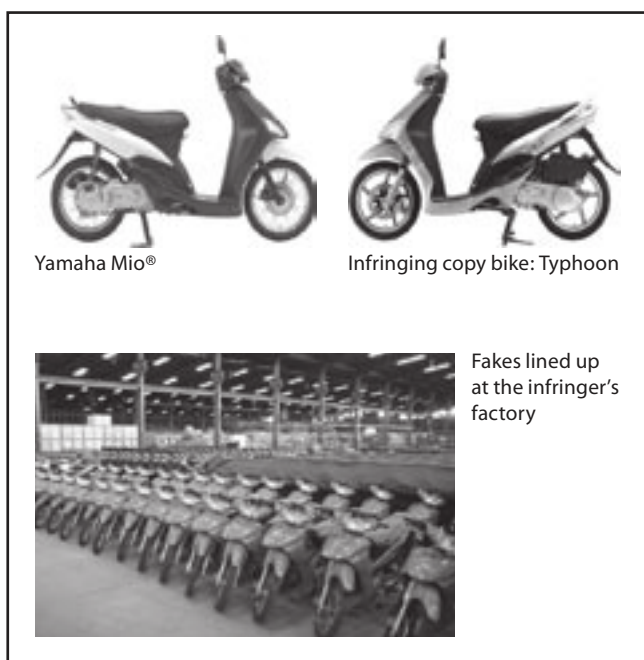 Yamaha Mio®
Infringing copy bike: Typhoon
Fakes lined up
at the infringer's
factory